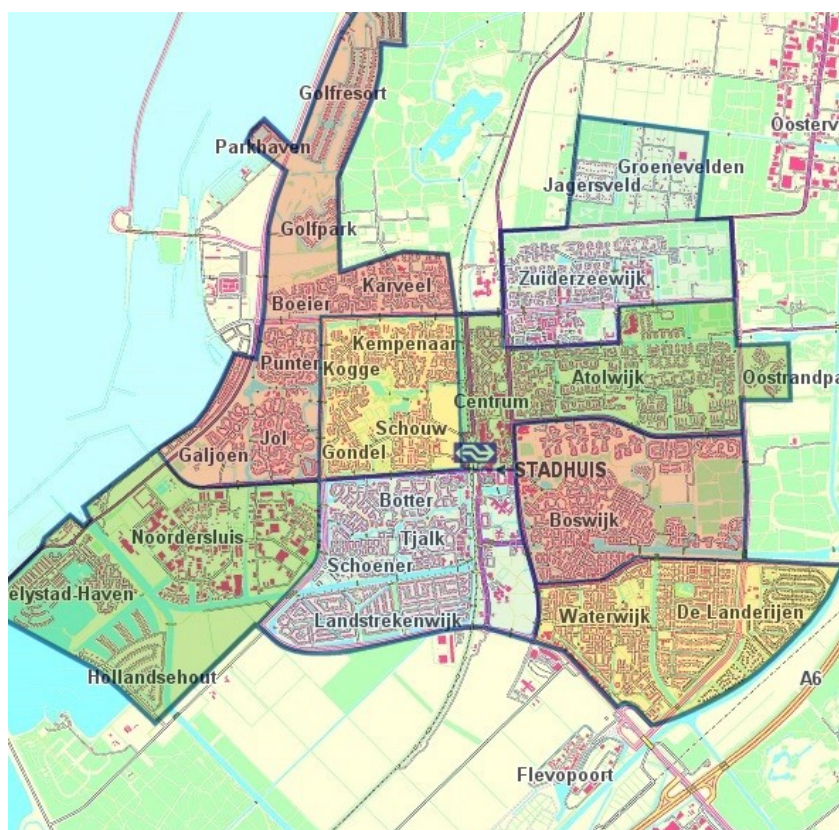 Golfresort
Parkhaven
Oosterv
Groenevelden
Jagersveld
Golfpark
Zuiderzeewijk
Karveel
Boeier
Kempenaar
Punter
Kogge
Atolwijk
Oostrandpa
Centrum
Schouw
Jol
Galjoen
Gondel
STADHUIS
Botter
Boswijk
Noordersluis
Tjalk
Schoener
elystad-Haven
Landstrekenwijk
Waterwijk
De Landerijen
Hollandsehout
A6
Flevopoort